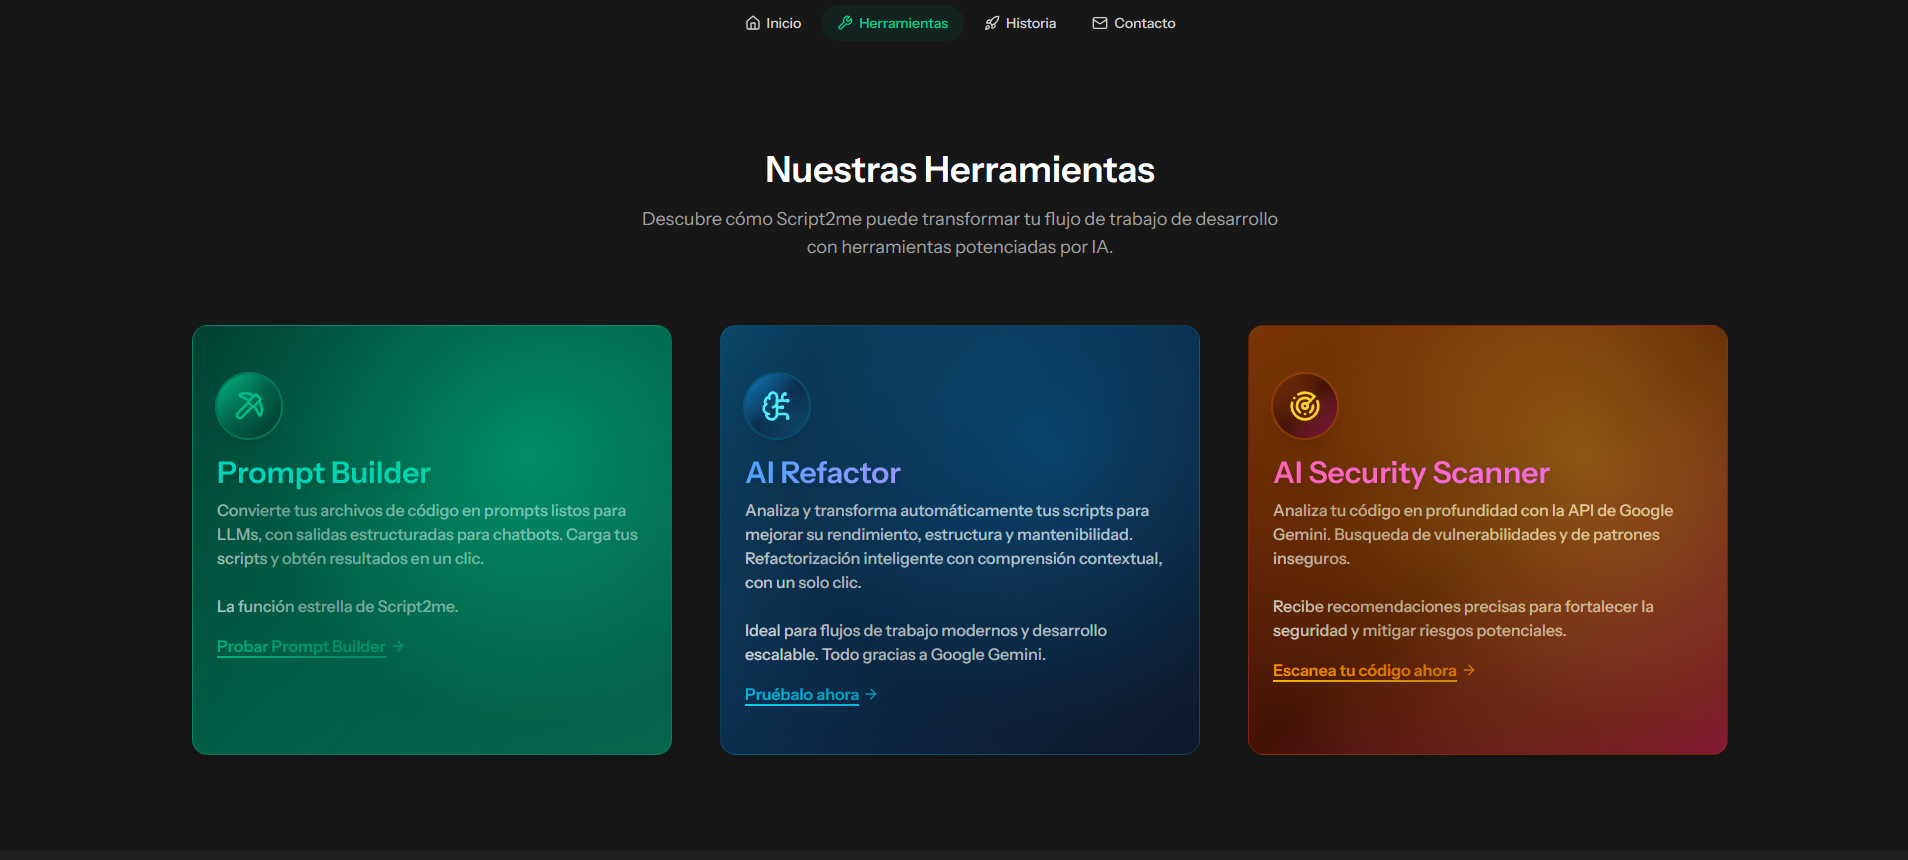 Inicio
Herramientas
Historia
Contacto
Nuestras Herramientas
Descubre cómo Script2me puede transformar tu flujo de trabajo de desarrollo
con herramientas potenciadas por IA.
Prompt Builder
Convierte tus archivos de código en prompts listos para
LLMs, con salidas estructuradas para chatbots. Carga tus
scripts y obtén resultados en un clic.
La función estrella de Script2me.
Probar Prompt Builder →
AI Refactor
Analiza y transforma automáticamente tus scripts para
mejorar su rendimiento, estructura y mantenibilidad.
Refactorización inteligente con comprensión contextual,
con un solo clic.
Ideal para flujos de trabajo modernos y desarrollo
escalable. Todo gracias a Google Gemini.
Pruébalo ahora →
AI Security Scanner
Analiza tu código en profundidad con la API de Google
Gemini. Busqueda de vulnerabilidades y de patrones
inseguros.
Recibe recomendaciones precisas para fortalecer la
seguridad y mitigar riesgos potenciales.
Escanea tu código ahora →